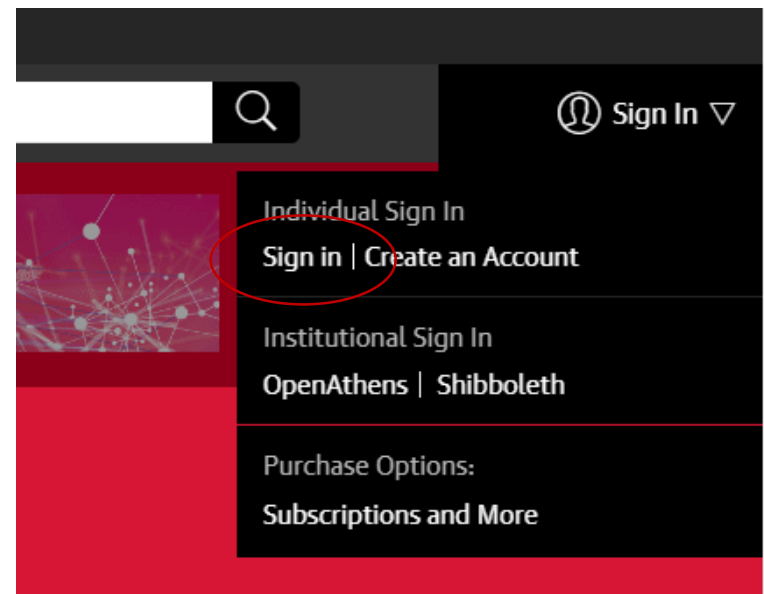 Sign In
Individual Sign In
Sign in | Create an Account
Institutional Sign In
OpenAthens | Shibboleth
Purchase Options:
Subscriptions and More